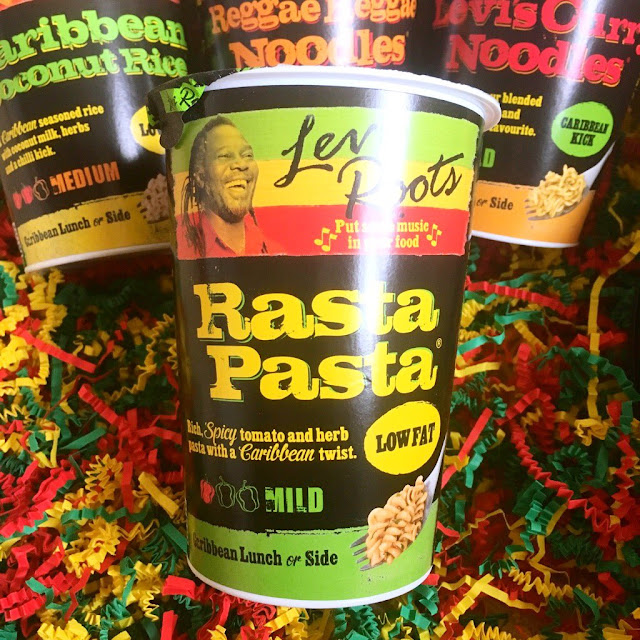 Caribbean
Coconut Rice
Caribbean seasoned rice
with coconut milk, herbs
and a chilli kick.
LOW
MEDIUM
Caribbean Lunch or Side
Reggae Reggae
Noodles
Levi's Curry
Noodles
blended
and
favourite.
CARIBBEAN
KICK
or Side
Levi
Roots
Put some music
in your food
Rasta
Pasta®
Rich, Spicy tomato and herb
pasta with a Caribbean twist.
LOW FAT
MILD
Caribbean Lunch or Side